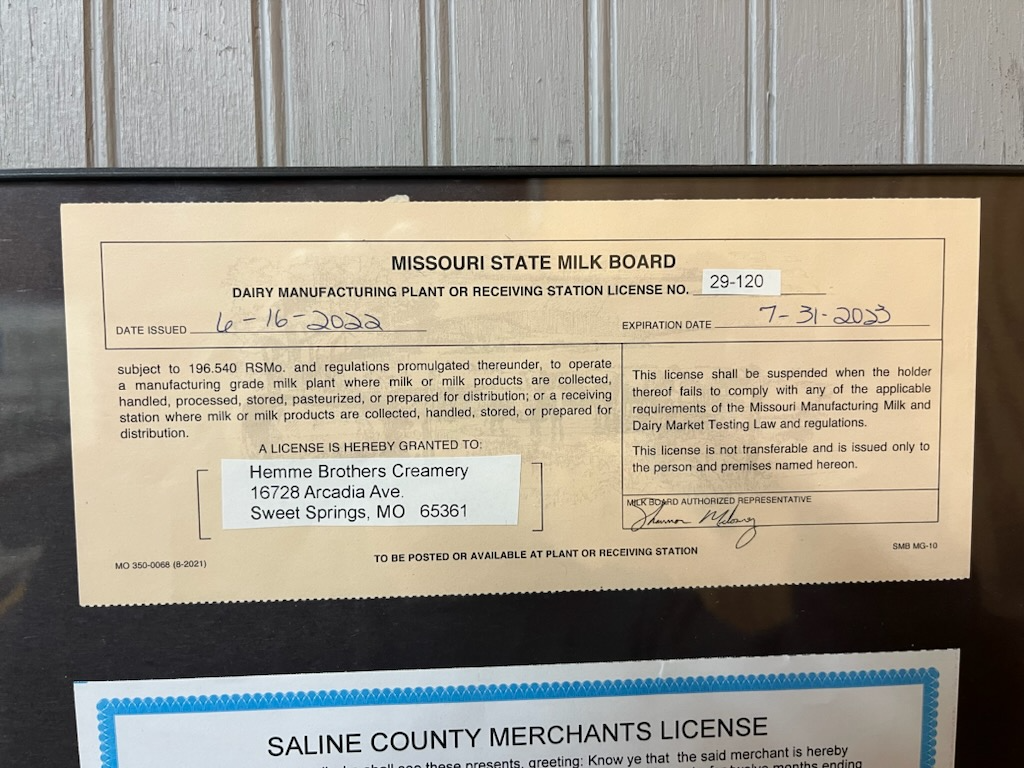 MISSOURI STATE MILK BOARD
DAIRY MANUFACTURING PLANT OR RECEIVING STATION LICENSE NO. 29-120
DATE ISSUED 6-16-2022 EXPIRATION DATE 7-31-2023
subject to 196.540 RSMo. and regulations promulgated thereunder, to operate
a manufacturing grade milk plant where milk or milk products are collected,
handled, processed, stored, pasteurized, or prepared for distribution; or a receiving
station where milk or milk products are collected, handled, stored, or prepared for
distribution.
A LICENSE IS HEREBY GRANTED TO:
Hemme Brothers Creamery
16728 Arcadia Ave.
Sweet Springs, MO 65361
This license shall be suspended when the holder
thereof fails to comply with any of the applicable
requirements of the Missouri Manufacturing Milk and
Dairy Market Testing Law and regulations.
This license is not transferable and is issued only to
the person and premises named hereon.
MILK BOARD AUTHORIZED REPRESENTATIVE
Shannon
MO 350-0068 (8-2021)
TO BE POSTED OR AVAILABLE AT PLANT OR RECEIVING STATION
SMB MG-10
SALINE COUNTY MERCHANTS LICENSE
these presents, greeting: Know ye that the said merchant is hereby
twelve months ending